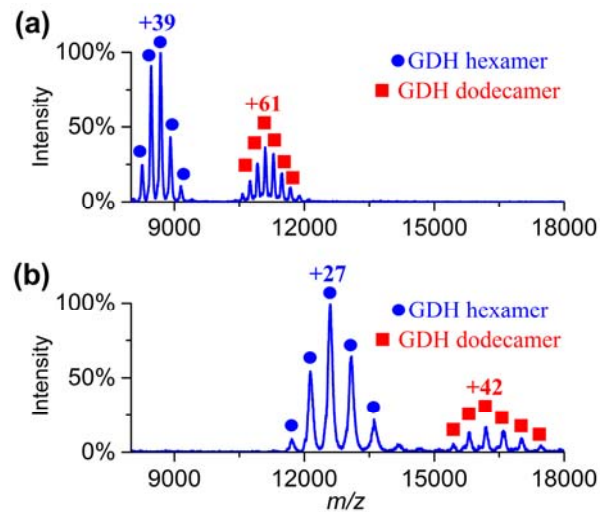 (a)
+39
100%
GDH hexamer
GDH dodecamer
+61
Intensity
50%
0%
9000 12000 15000 18000
(b)
+27
100%
GDH hexamer
GDH dodecamer
+42
Intensity
50%
0%
9000 12000 15000 18000
m/z